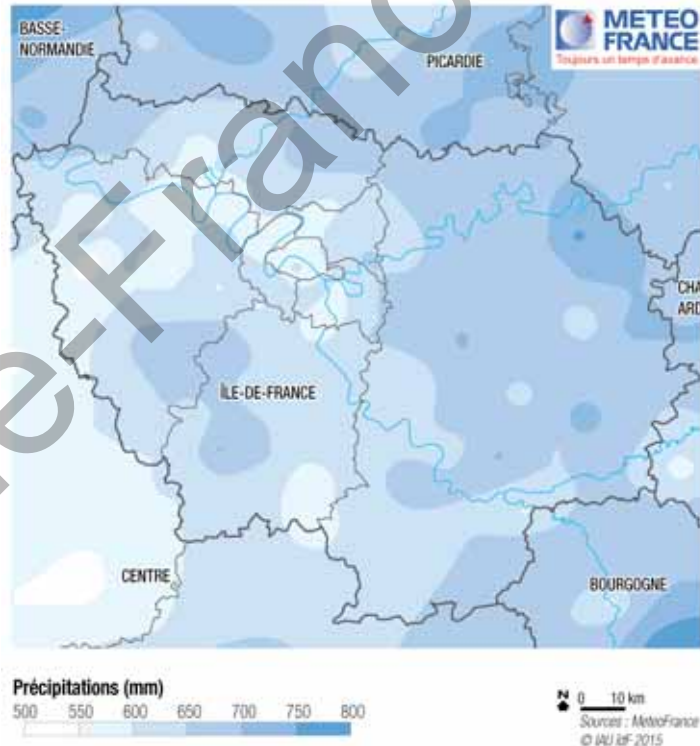 BASSE-
NORMANDIE
METEO
FRANCE
Toujours un temps d'avance
PICARDIE
CHA
ARD
ÎLE-DE-FRANCE
CENTRE
BOURGOGNE
e-Franc
Précipitations (mm)
500 550 600 650 700 750 800
N 0 10 km
Sources : MeteoFrance
© IAU îdF 2015